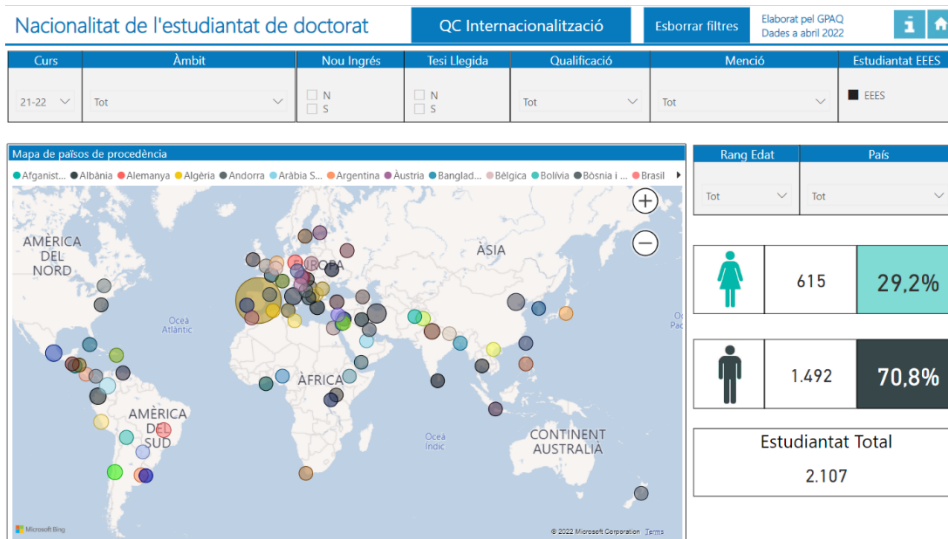 Nacionalitat de l'estudiantat de doctorat
QC Internacionalització
Esborrar filtres
Elaborat pel GPAQ
Dades a abril 2022
Curs
Àmbit
Nou Ingrés
Tesi Llegida
Qualificació
Menció
Estudiantat EEES
21-22
Tot
N
S
N
S
Tot
Tot
EEES
Mapa de països de procedència
Afganist... Albània Alemanya Algèria Andorra Aràbia S... Argentina Àustria Banglad... Bèlgica Bolívia Bòsnia i ... Brasil
Rang Edat
País
Tot
Tot
AMÈRICA
DEL
NORD
EUROPA
ÀSIA
Oceà
Atlàntic
ÀFRICA
AMÈRICA
DEL
SUD
Oceà
Índic
CONTINENT
AUSTRALIÀ
Microsoft Bing
© 2022 Microsoft Corporation Terms
615
29,2%
1.492
70,8%
Estudiantat Total
2.107